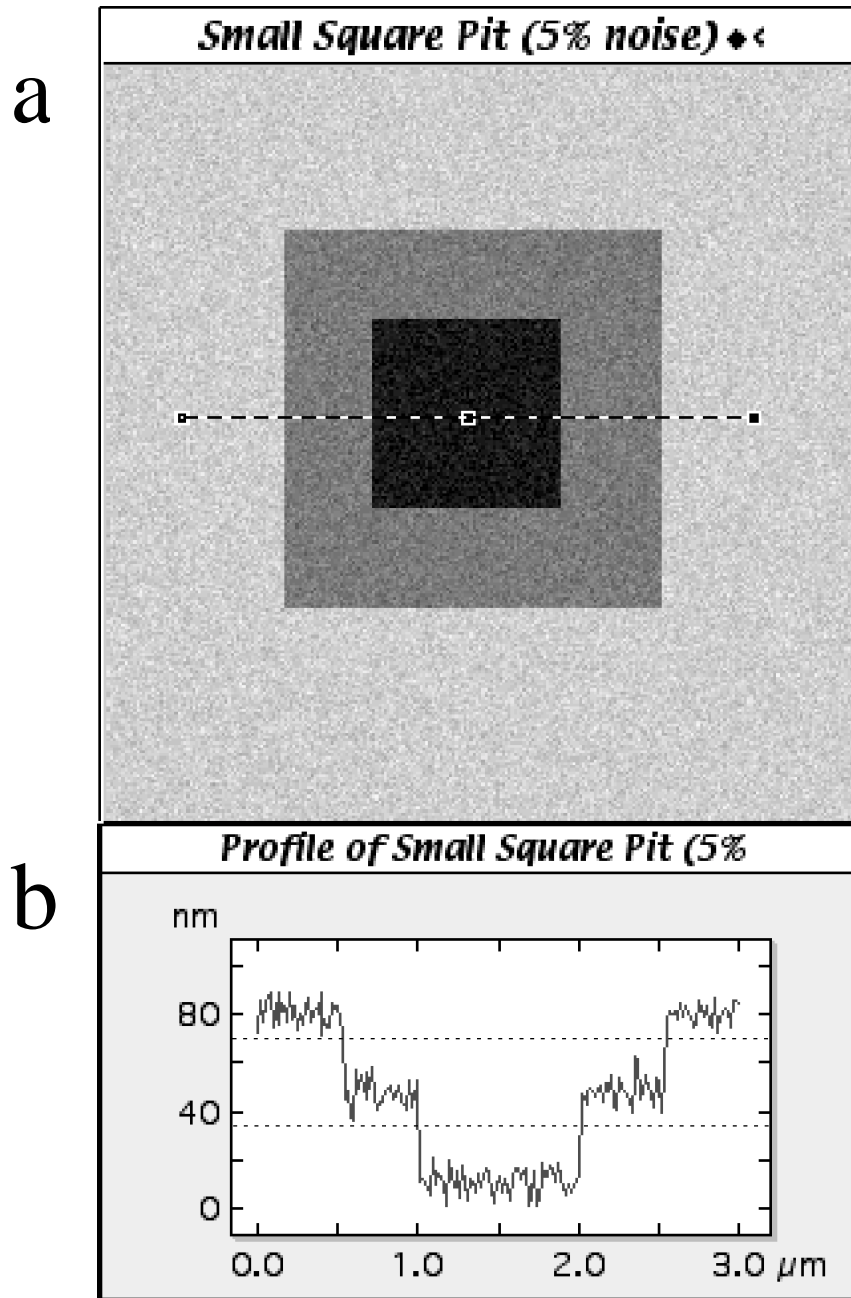 Small Square Pit (5% noise)
a
Profile of Small Square Pit (5%
b
nm
80
40
0
0.0 1.0 2.0 3.0 µm